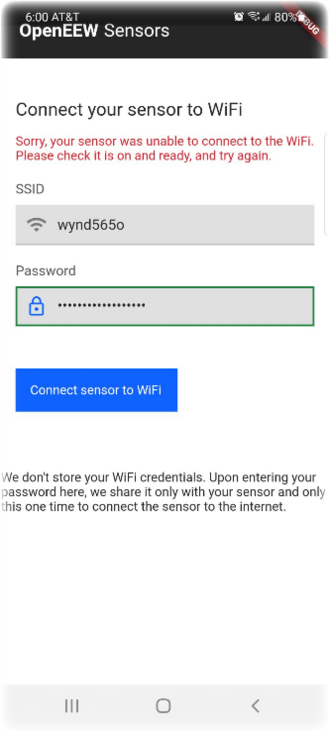 6:00 AT&T 80%
DEBUG
OpenEEW Sensors
Connect your sensor to WiFi
Sorry, your sensor was unable to connect to the WiFi.
Please check it is on and ready, and try again.
SSID
wynd565o
Password
••••••••••••••••••
Connect sensor to WiFi
We don't store your WiFi credentials. Upon entering your
password here, we share it only with your sensor and only
this one time to connect the sensor to the internet.